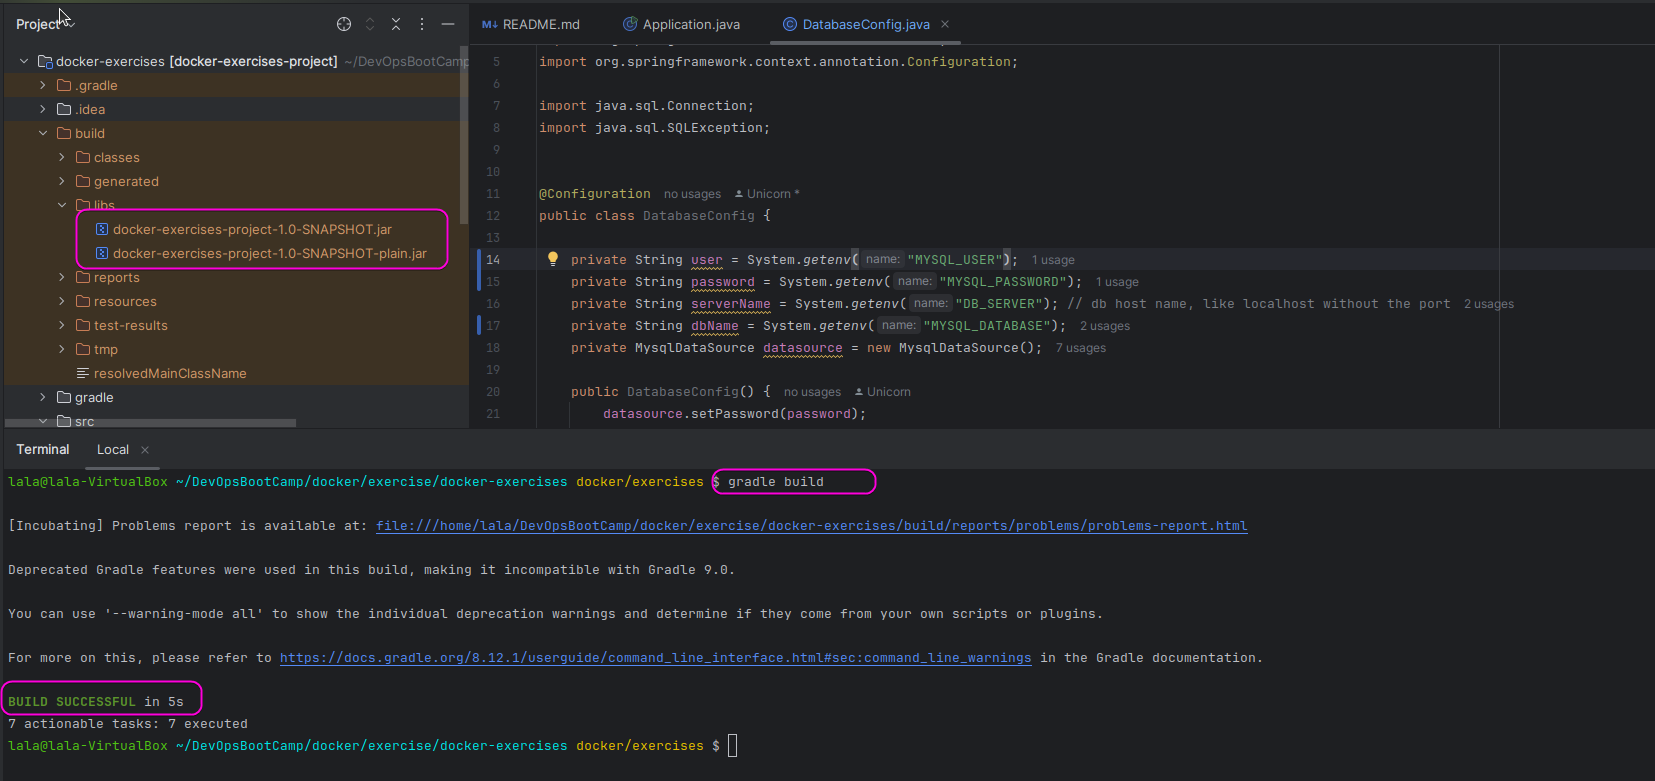 Project
docker-exercises [docker-exercises-project] ~/DevOpsBootCamp
.gradle
.idea
build
classes
generated
libs
docker-exercises-project-1.0-SNAPSHOT.jar
docker-exercises-project-1.0-SNAPSHOT-plain.jar
reports
resources
test-results
tmp
resolvedMainClassName
gradle
src
M↓ README.md
Application.java
DatabaseConfig.java
5 import org.springframework.context.annotation.Configuration;
6
7 import java.sql.Connection;
8 import java.sql.SQLException;
9
10
11 @Configuration no usages Unicorn *
12 public class DatabaseConfig {
13
14 private String user = System.getenv( name: "MYSQL_USER"); 1 usage
15 private String password = System.getenv( name: "MYSQL_PASSWORD"); 1 usage
16 private String serverName = System.getenv( name: "DB_SERVER"); // db host name, like localhost without the port 2 usages
17 private String dbName = System.getenv( name: "MYSQL_DATABASE"); 2 usages
18 private MysqlDataSource datasource = new MysqlDataSource(); 7 usages
19
20 public DatabaseConfig() { no usages Unicorn
21 datasource.setPassword(password);
Terminal Local
lala@lala-VirtualBox ~/DevOpsBootCamp/docker/exercise/docker-exercises docker/exercises $ gradle build
[Incubating] Problems report is available at: file:///home/lala/DevOpsBootCamp/docker/exercise/docker-exercises/build/reports/problems/problems-report.html
Deprecated Gradle features were used in this build, making it incompatible with Gradle 9.0.
You can use '--warning-mode all' to show the individual deprecation warnings and determine if they come from your own scripts or plugins.
For more on this, please refer to https://docs.gradle.org/8.12.1/userguide/command_line_interface.html#sec:command_line_warnings in the Gradle documentation.
BUILD SUCCESSFUL in 5s
7 actionable tasks: 7 executed
lala@lala-VirtualBox ~/DevOpsBootCamp/docker/exercise/docker-exercises docker/exercises $